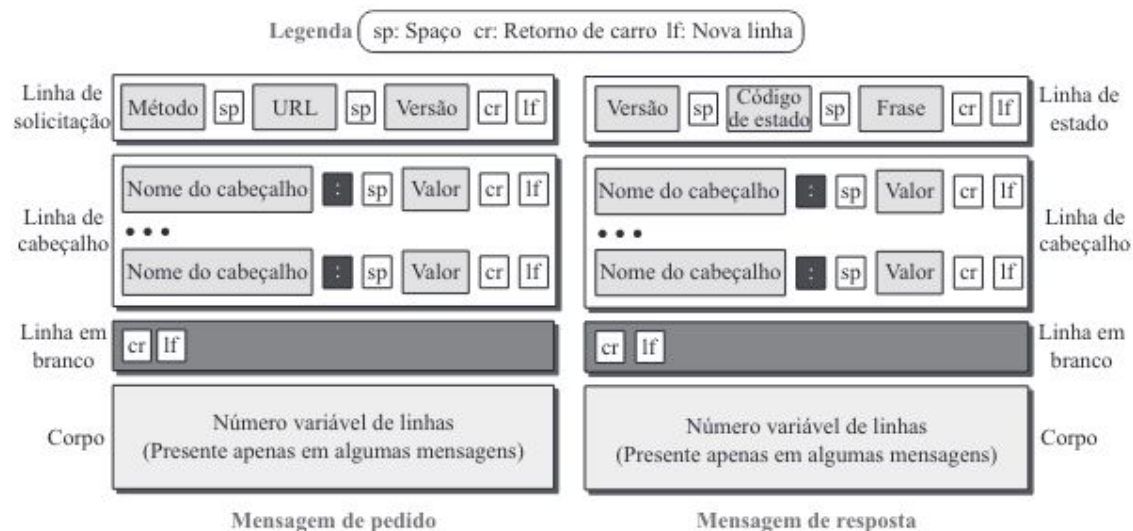 Legenda sp: Spaço cr: Retorno de carro lf: Nova linha
Linha de solicitação
Método sp URL sp Versão cr lf
Linha de cabeçalho
Nome do cabeçalho : sp Valor cr lf
• • •
Nome do cabeçalho : sp Valor cr lf
Linha em branco
cr lf
Corpo
Número variável de linhas
(Presente apenas em algumas mensagens)
Mensagem de pedido
Versão sp Código de estado sp Frase cr lf
Linha de estado
Nome do cabeçalho : sp Valor cr lf
• • •
Nome do cabeçalho : sp Valor cr lf
Linha de cabeçalho
cr lf
Linha em branco
Número variável de linhas
(Presente apenas em algumas mensagens)
Corpo
Mensagem de resposta